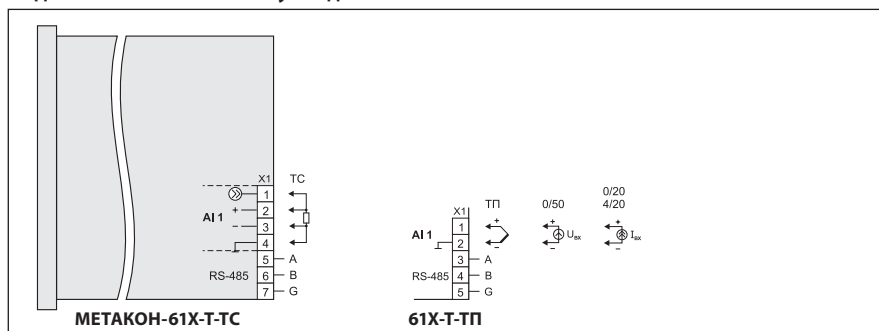 X1 TC
1
AI 1 + 2
– 3
4
5 A
RS-485 6 B
7 G
МЕТАКОН-61X-T-TC
X1 ТП 0/50 0/20
4/20
AI 1 1 + + Uвх + Iвх
2 – – –
3 A
RS-485 4 B
5 G
61X-T-ТП